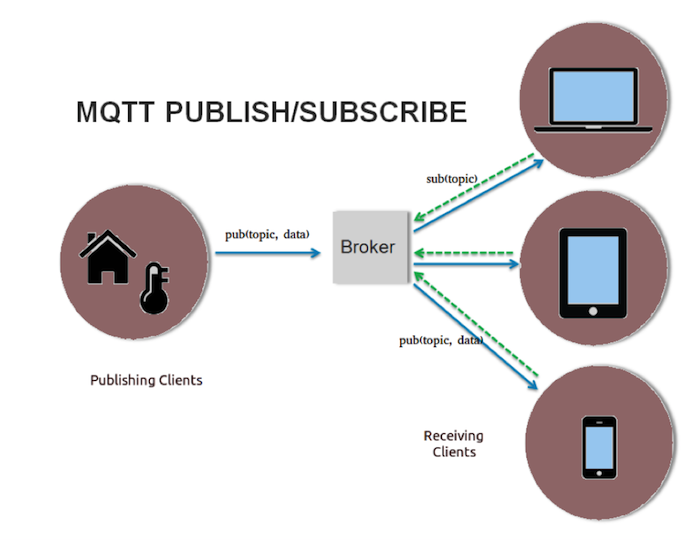 MQTT PUBLISH/SUBSCRIBE
sub(topic)
pub(topic, data)
Broker
pub(topic, data)
Publishing Clients
Receiving
Clients